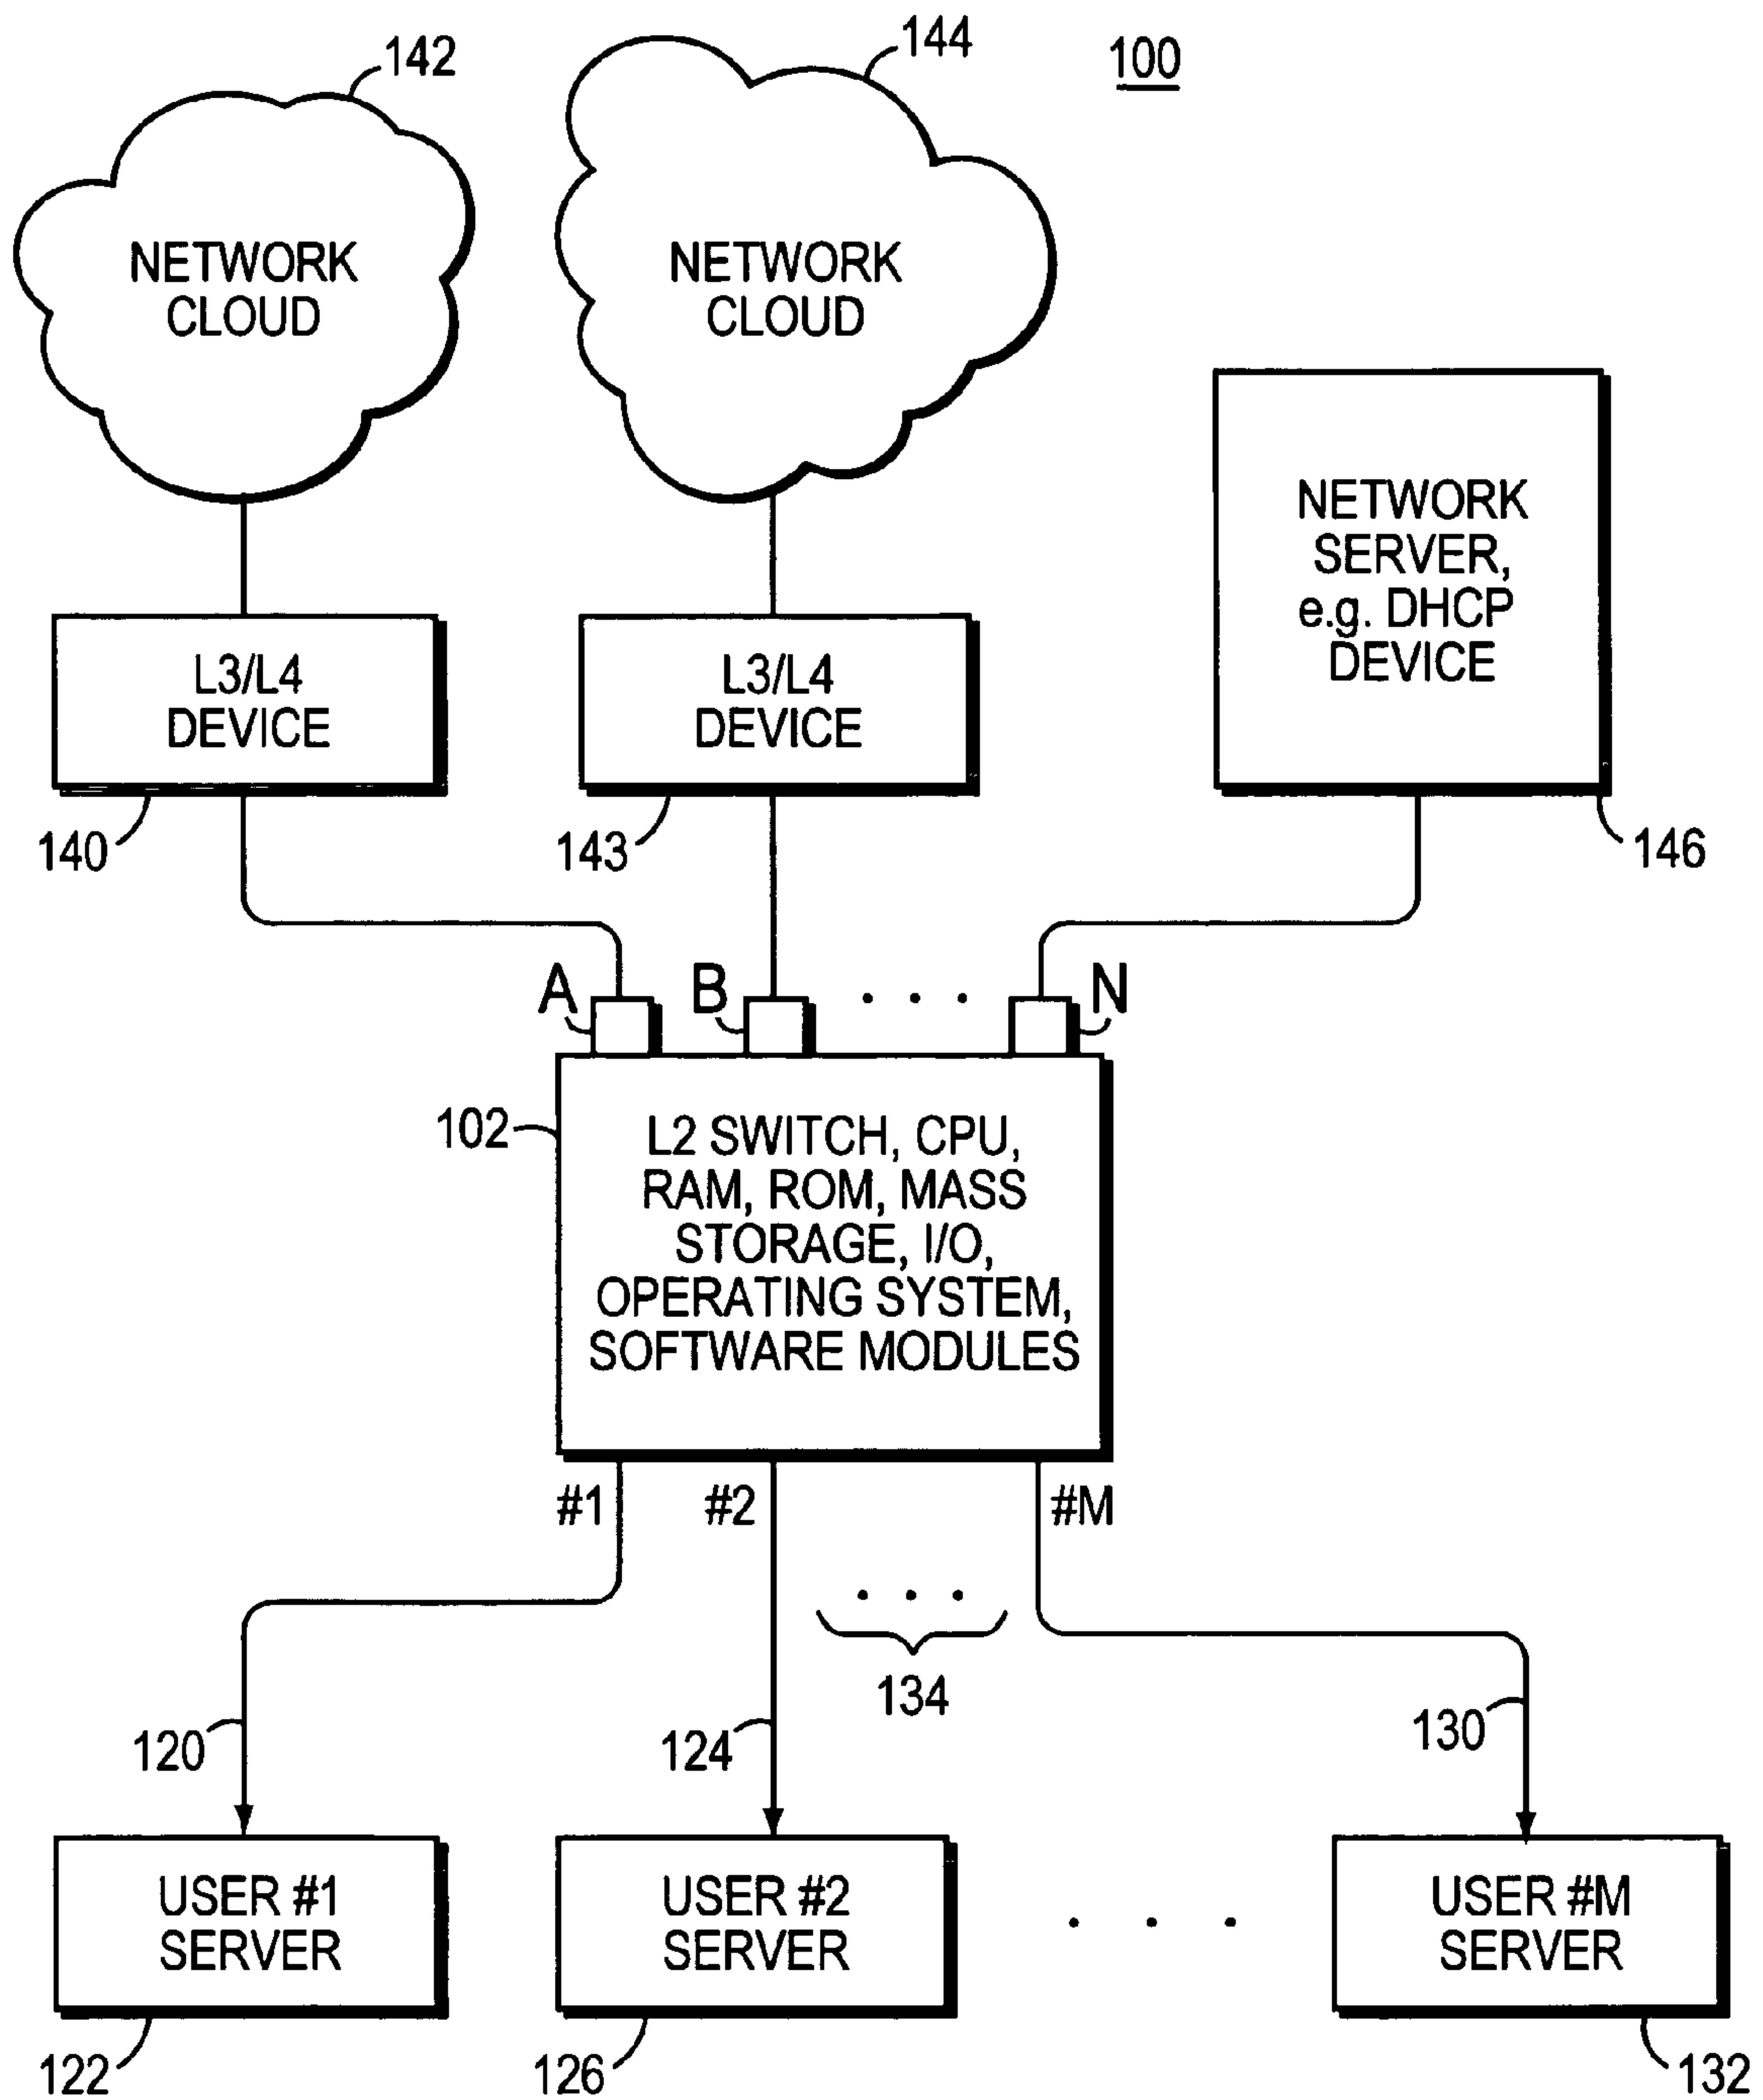 142
144
100
NETWORK
CLOUD
NETWORK
CLOUD
NETWORK
SERVER,
e.g. DHCP
DEVICE
L3/L4
DEVICE
L3/L4
DEVICE
140
143
146
A
B
. . .
N
102
L2 SWITCH, CPU,
RAM, ROM, MASS
STORAGE, I/O,
OPERATING SYSTEM,
SOFTWARE MODULES
#1
#2
#M
. . .
134
120
124
130
USER #1
SERVER
USER #2
SERVER
. . .
USER #M
SERVER
122
126
132